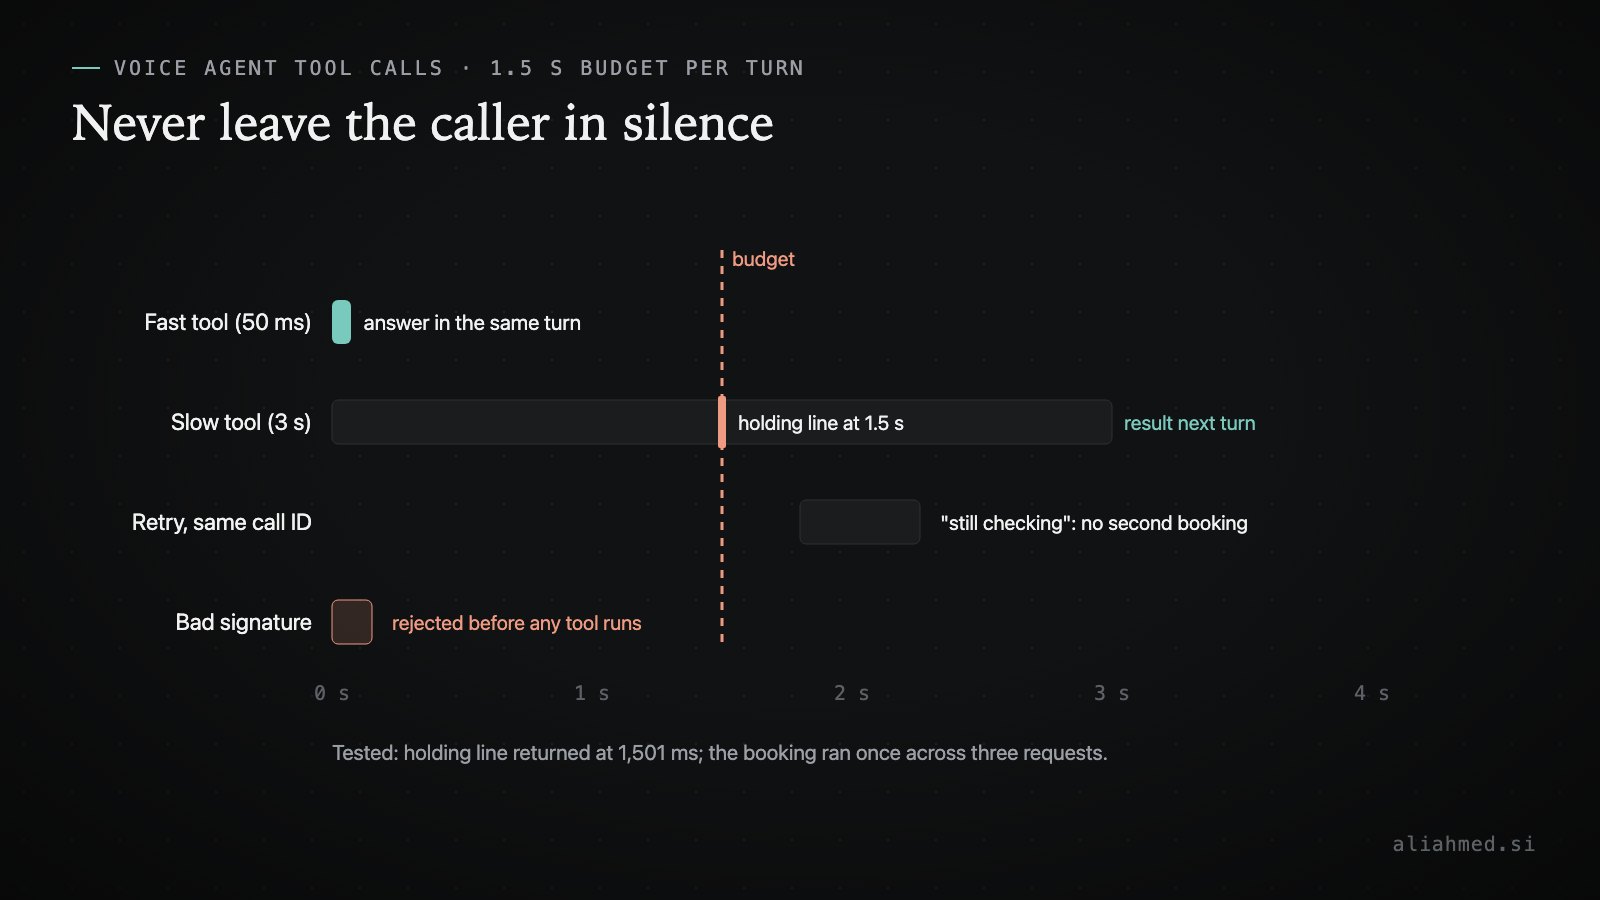 VOICE AGENT TOOL CALLS · 1.5 S BUDGET PER TURN
Never leave the caller in silence
budget
Fast tool (50 ms) answer in the same turn
Slow tool (3 s) holding line at 1.5 s result next turn
Retry, same call ID "still checking": no second booking
Bad signature rejected before any tool runs
0 s 1 s 2 s 3 s 4 s
Tested: holding line returned at 1,501 ms; the booking ran once across three requests.
aliahmed.si